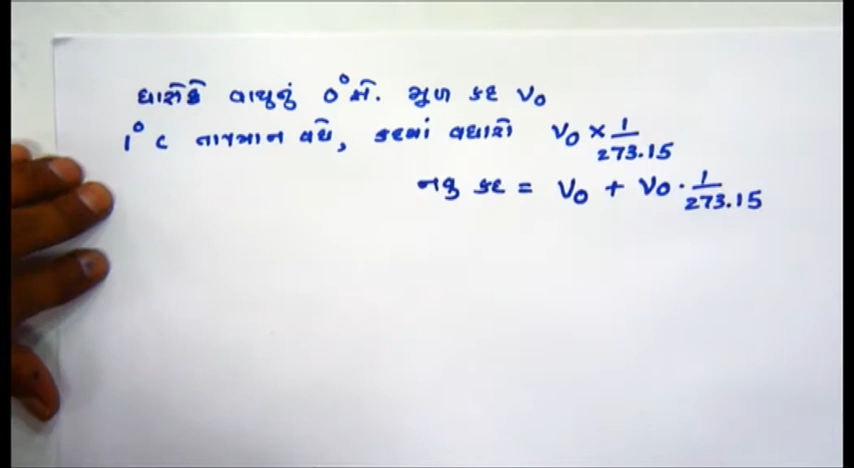 ધારોકે વાયુનું 0°સે. મૂળ કદ V₀
1°C તાપમાન વધે, કદમાં વધારો V₀ × 1/273.15
નવુ કદ = V₀ + V₀ · 1/273.15